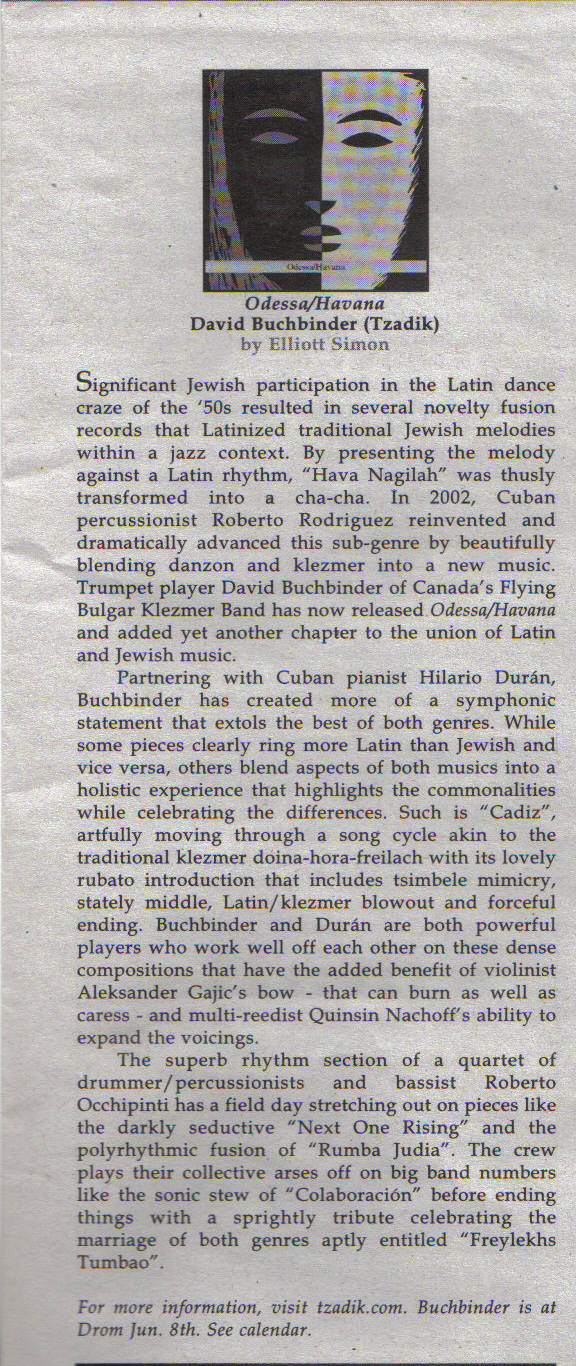 Odessa/Havana
Odessa/Havana
David Buchbinder (Tzadik)
by Elliott Simon
Significant Jewish participation in the Latin dance
craze of the ‘50s resulted in several novelty fusion
records that Latinized traditional Jewish melodies
within a jazz context. By presenting the melody
against a Latin rhythm, “Hava Nagilah” was thusly
transformed into a cha-cha. In 2002, Cuban
percussionist Roberto Rodriguez reinvented and
dramatically advanced this sub-genre by beautifully
blending danzon and klezmer into a new music.
Trumpet player David Buchbinder of Canada’s Flying
Bulgar Klezmer Band has now released Odessa/Havana
and added yet another chapter to the union of Latin
and Jewish music.
Partnering with Cuban pianist Hilario Durán,
Buchbinder has created more of a symphonic
statement that extols the best of both genres. While
some pieces clearly ring more Latin than Jewish and
vice versa, others blend aspects of both musics into a
holistic experience that highlights the commonalities
while celebrating the differences. Such is “Cadiz”,
artfully moving through a song cycle akin to the
traditional klezmer doina-hora-freilach with its lovely
rubato introduction that includes tsimbele mimicry,
stately middle, Latin/klezmer blowout and forceful
ending. Buchbinder and Durán are both powerful
players who work well off each other on these dense
compositions that have the added benefit of violinist
Aleksander Gajic’s bow - that can burn as well as
caress - and multi-reedist Quinsin Nachoff’s ability to
expand the voicings.
The superb rhythm section of a quartet of
drummer/percussionists and bassist Roberto
Occhipinti has a field day stretching out on pieces like
the darkly seductive “Next One Rising” and the
polyrhythmic fusion of “Rumba Judia”. The crew
plays their collective arses off on big band numbers
like the sonic stew of “Colaboración” before ending
things with a sprightly tribute celebrating the
marriage of both genres aptly entitled “Freylekhs
Tumbao”.
For more information, visit tzadik.com. Buchbinder is at
Drom Jun. 8th. See calendar.